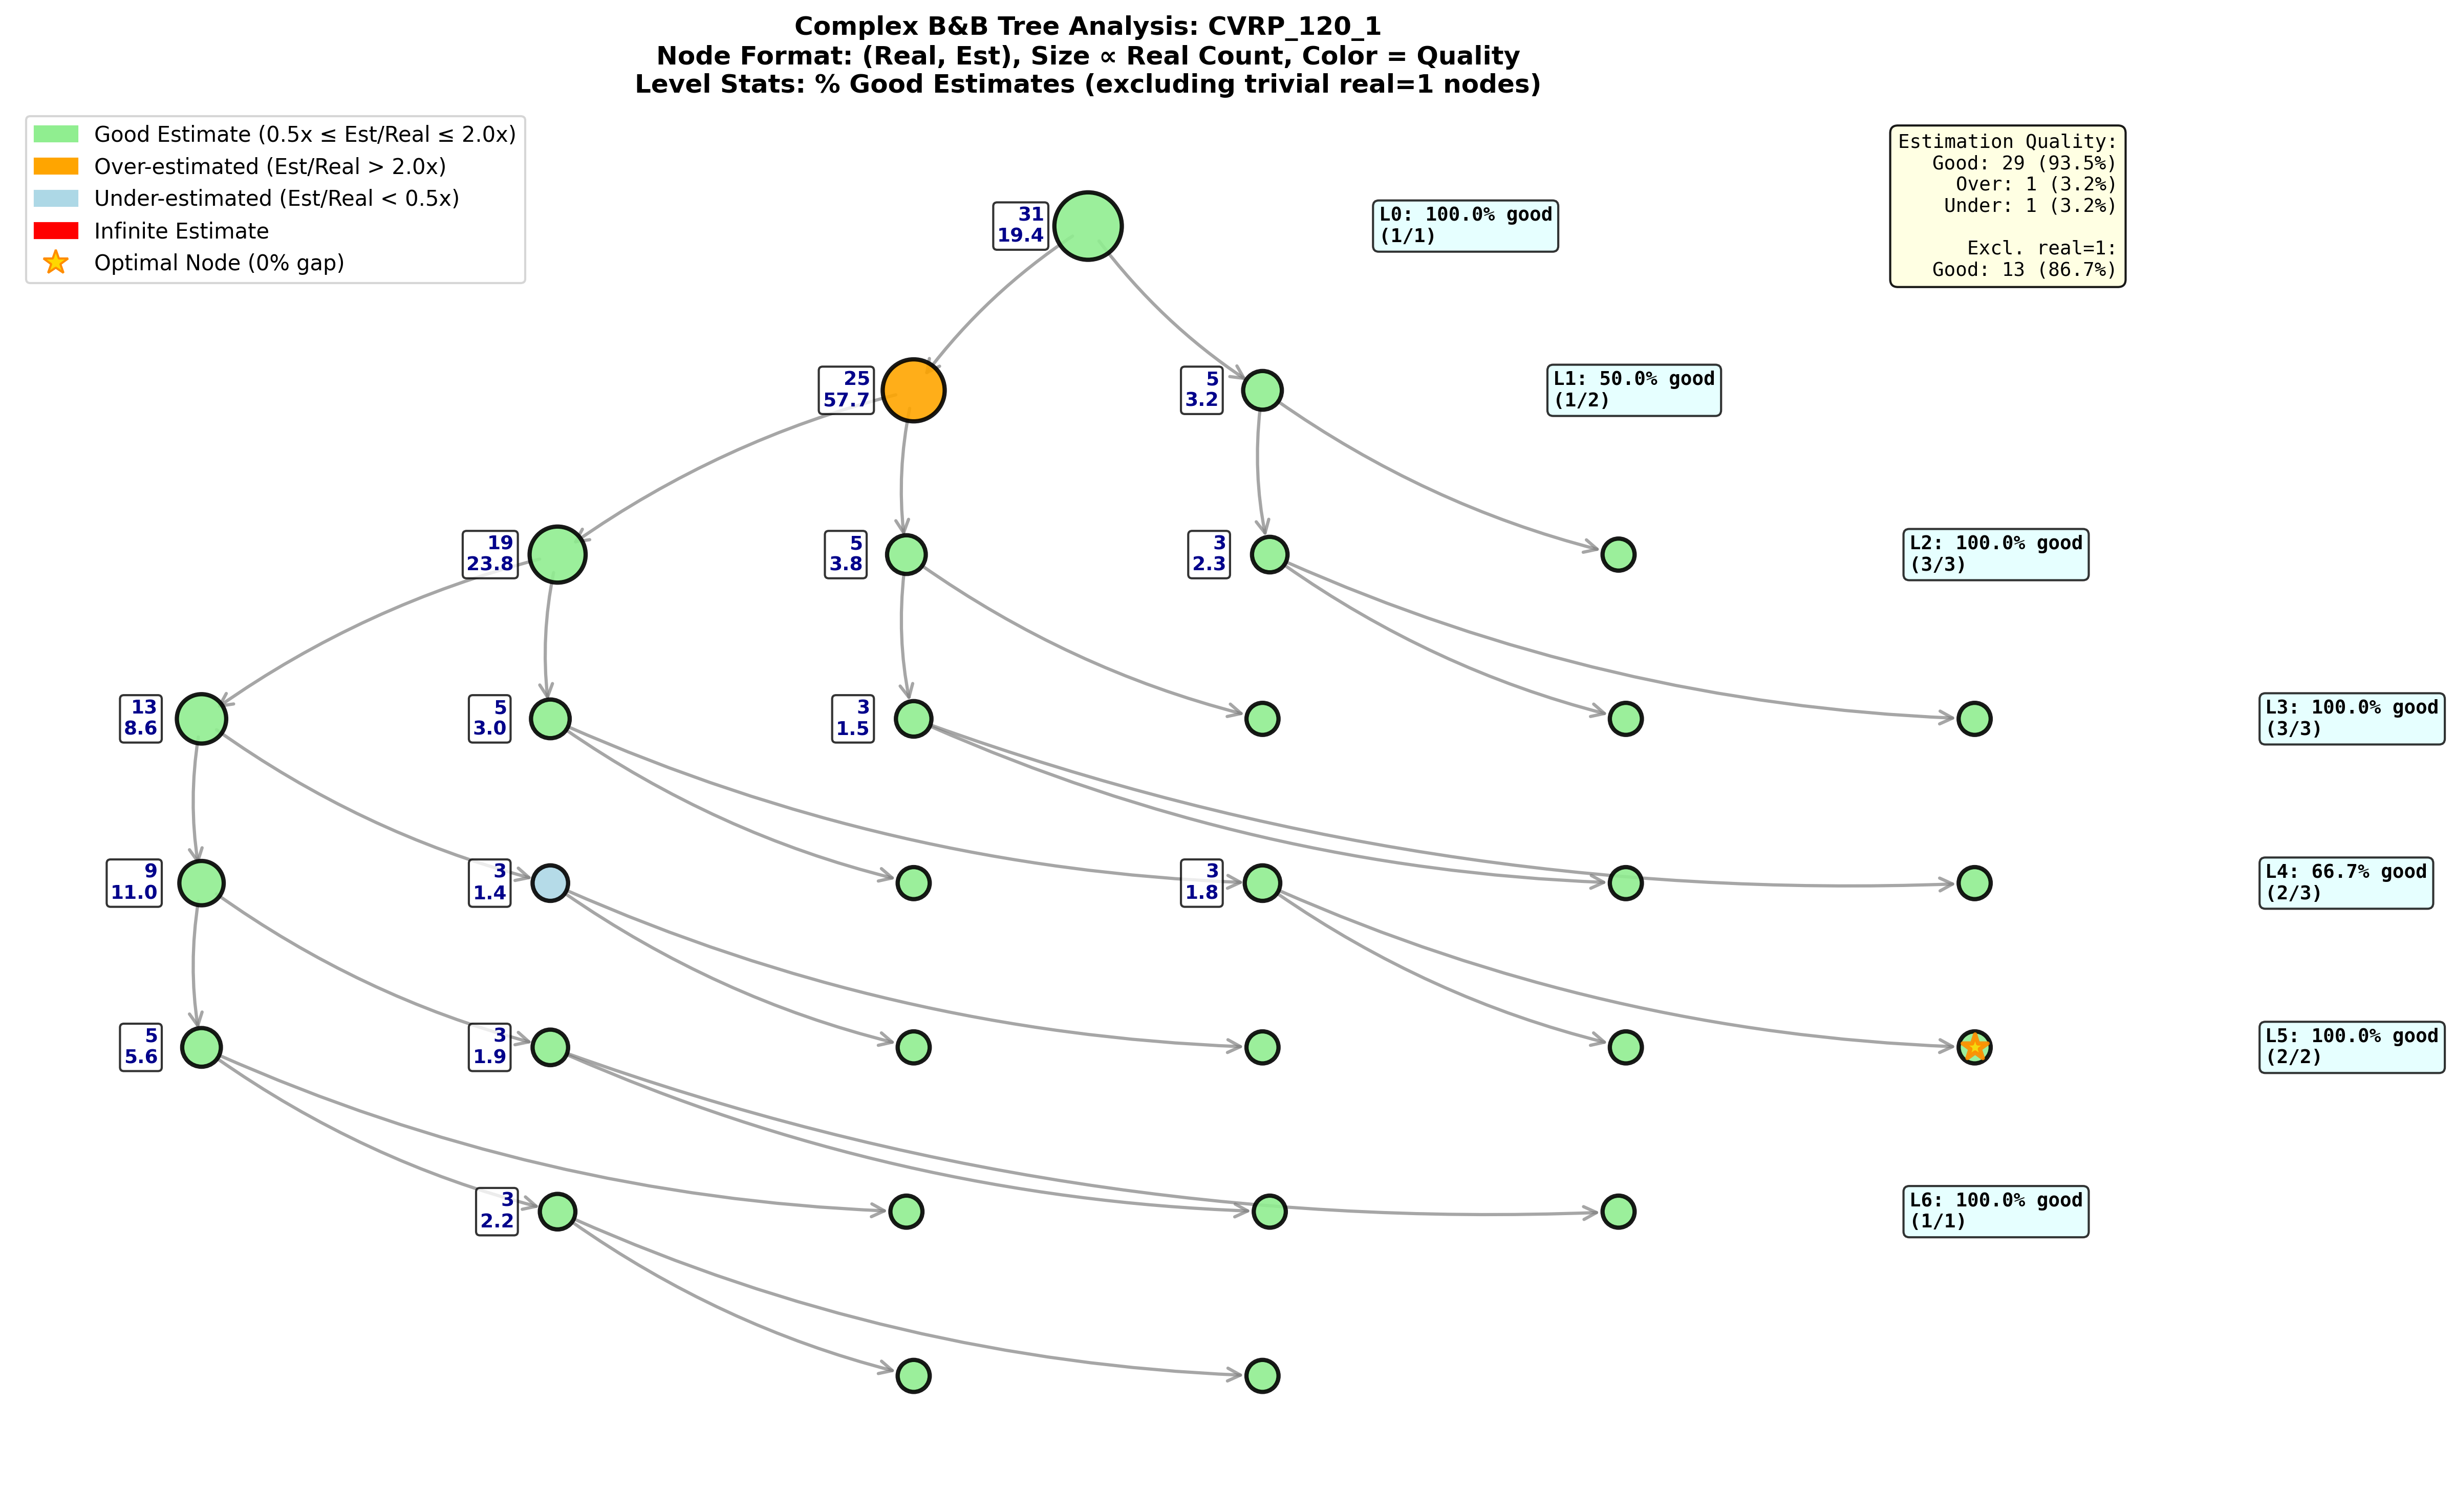 Complex B&B Tree Analysis: CVRP_120_1
Node Format: (Real, Est), Size ∝ Real Count, Color = Quality
Level Stats: % Good Estimates (excluding trivial real=1 nodes)
Good Estimate (0.5x ≤ Est/Real ≤ 2.0x)
Over-estimated (Est/Real > 2.0x)
Under-estimated (Est/Real < 0.5x)
Infinite Estimate
Optimal Node (0% gap)
Estimation Quality:
Good: 29 (93.5%)
Over: 1 (3.2%)
Under: 1 (3.2%)
Excl. real=1:
Good: 13 (86.7%)
31
19.4
L0: 100.0% good
(1/1)
25
57.7
5
3.2
L1: 50.0% good
(1/2)
19
23.8
5
3.8
3
2.3
L2: 100.0% good
(3/3)
13
8.6
5
3.0
3
1.5
L3: 100.0% good
(3/3)
9
11.0
3
1.4
3
1.8
L4: 66.7% good
(2/3)
5
5.6
3
1.9
L5: 100.0% good
(2/2)
3
2.2
L6: 100.0% good
(1/1)